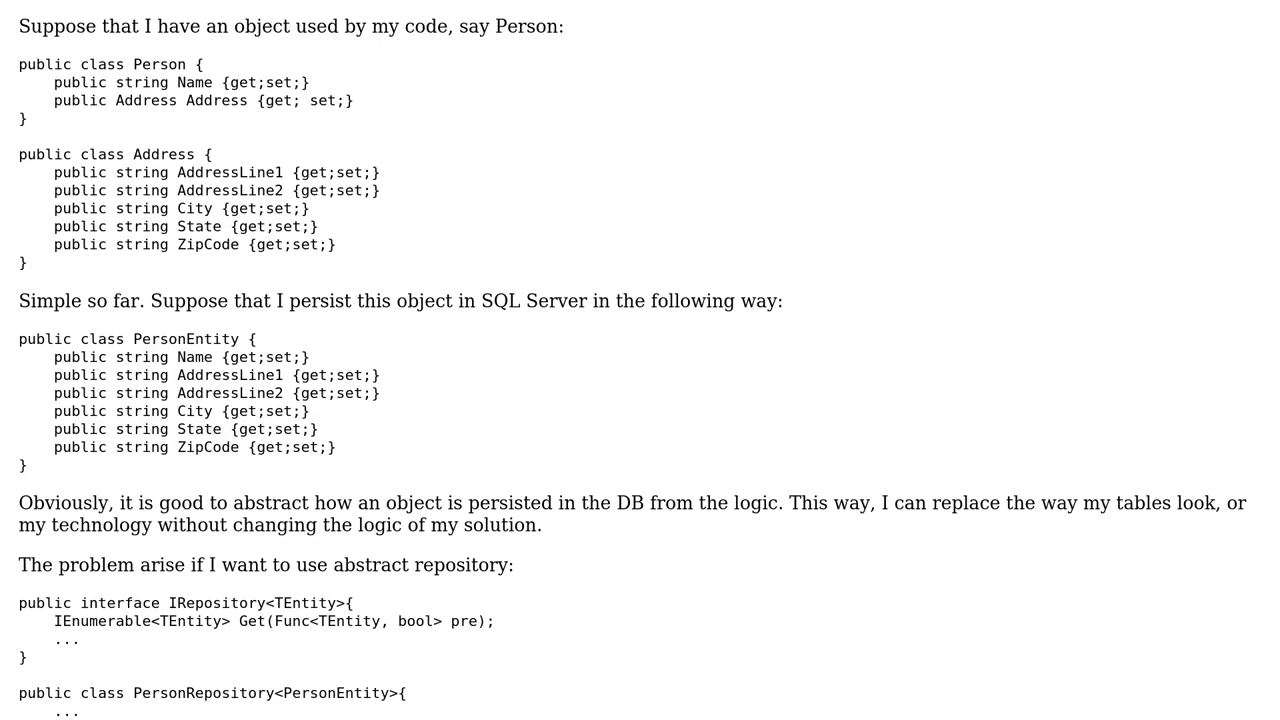 Suppose that I have an object used by my code, say Person:
public class Person {
    public string Name {get;set;}
    public Address Address {get; set;}
}
public class Address {
    public string AddressLine1 {get;set;}
    public string AddressLine2 {get;set;}
    public string City {get;set;}
    public string State {get;set;}
    public string ZipCode {get;set;}
}
Simple so far. Suppose that I persist this object in SQL Server in the following way:
public class PersonEntity {
    public string Name {get;set;}
    public string AddressLine1 {get;set;}
    public string AddressLine2 {get;set;}
    public string City {get;set;}
    public string State {get;set;}
    public string ZipCode {get;set;}
}
Obviously, it is good to abstract how an object is persisted in the DB from the logic. This way, I can replace the way my tables look, or
my technology without changing the logic of my solution.
The problem arise if I want to use abstract repository:
public interface IRepository<TEntity>{
    IEnumerable<TEntity> Get(Func<TEntity, bool> pre);
    ...
}
public class PersonRepository<PersonEntity>{
    ...